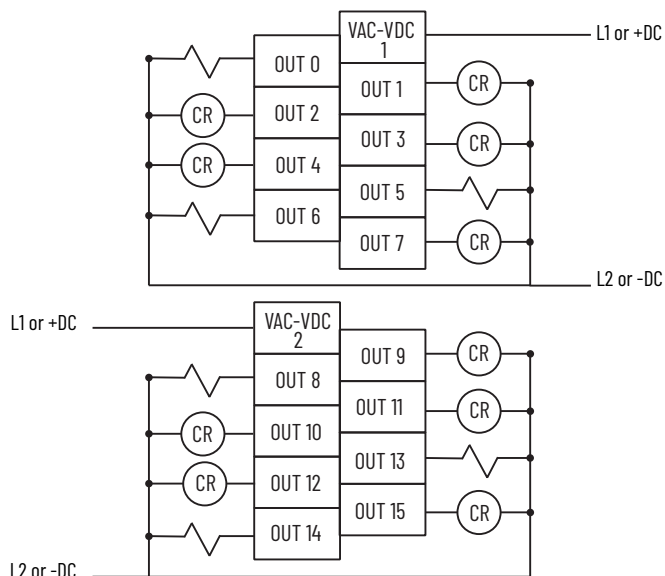 VAC-VDC
1
L1 or +DC
OUT 0
OUT 1
CR
CR
OUT 2
OUT 3
CR
CR
OUT 4
OUT 5
OUT 6
OUT 7
CR
L2 or -DC
L1 or +DC
VAC-VDC
2
OUT 9
CR
OUT 8
OUT 11
CR
CR
OUT 10
OUT 13
CR
OUT 12
OUT 15
CR
OUT 14
L2 or -DC